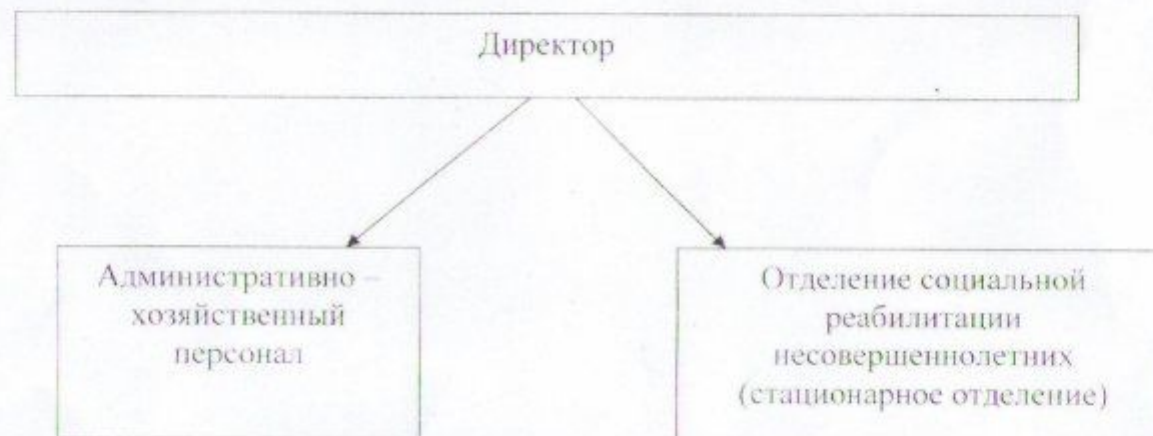 Директор
Административно –
хозяйственный
персонал
Отделение социальной
реабилитации
несовершеннолетних
(стационарное отделение)